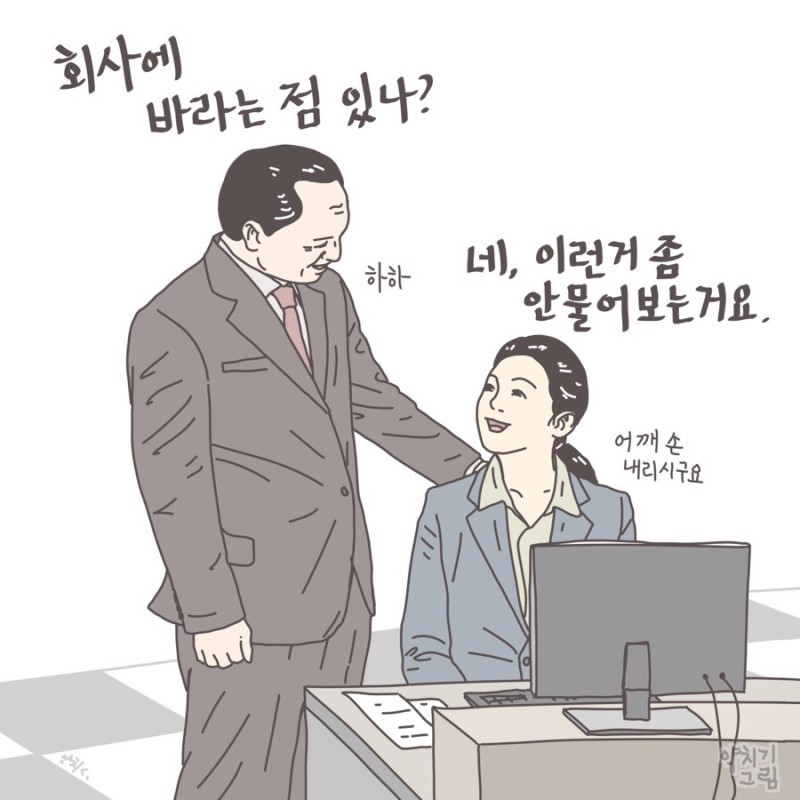 회사에
바라는 점 있나?
하하
네, 이런거 좀
안물어보는거요.
어깨 손
내리시구요
약치기
그림